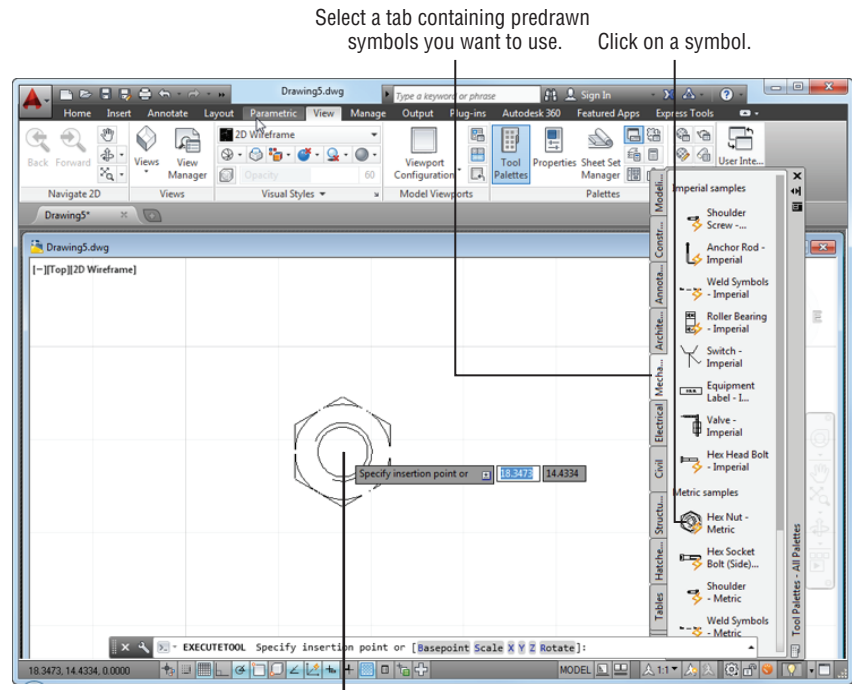 Select a tab containing predrawn
symbols you want to use.
Click on a symbol.
Drawing5.dwg
Type a keyword or phrase
Sign In
Home Insert Annotate Layout Parametric View Manage Output Plug-ins Autodesk 360 Featured Apps Express Tools
Back Forward
Views
View
Manager
2D Wireframe
Opacity 60
Viewport
Configuration
Tool
Palettes
Properties
Sheet Set
Manager
User Inte...
Navigate 2D Views Visual Styles Model Viewports Palettes
Drawing5*
Drawing5.dwg
[−][Top][2D Wireframe]
Modeli...
Constr...
Annota...
Archite...
Mecha...
Electrical
Civil
Structu...
Hatche...
Tables
Imperial samples
Shoulder
Screw -...
Anchor Rod -
Imperial
Weld Symbols
- Imperial
Roller Bearing
- Imperial
Switch -
Imperial
Equipment
Label - I...
Valve -
Imperial
Hex Head Bolt
- Imperial
Metric samples
Hex Nut -
Metric
Hex Socket
Bolt (Side)...
Shoulder
- Metric
Weld Symbols
- Metric
Tool Palettes - All Palettes
Specify insertion point or 18.3473 14.4334
EXECUTETOOL Specify insertion point or [Basepoint Scale X Y Z Rotate]:
18.3473, 14.4334, 0.0000
MODEL
1:1